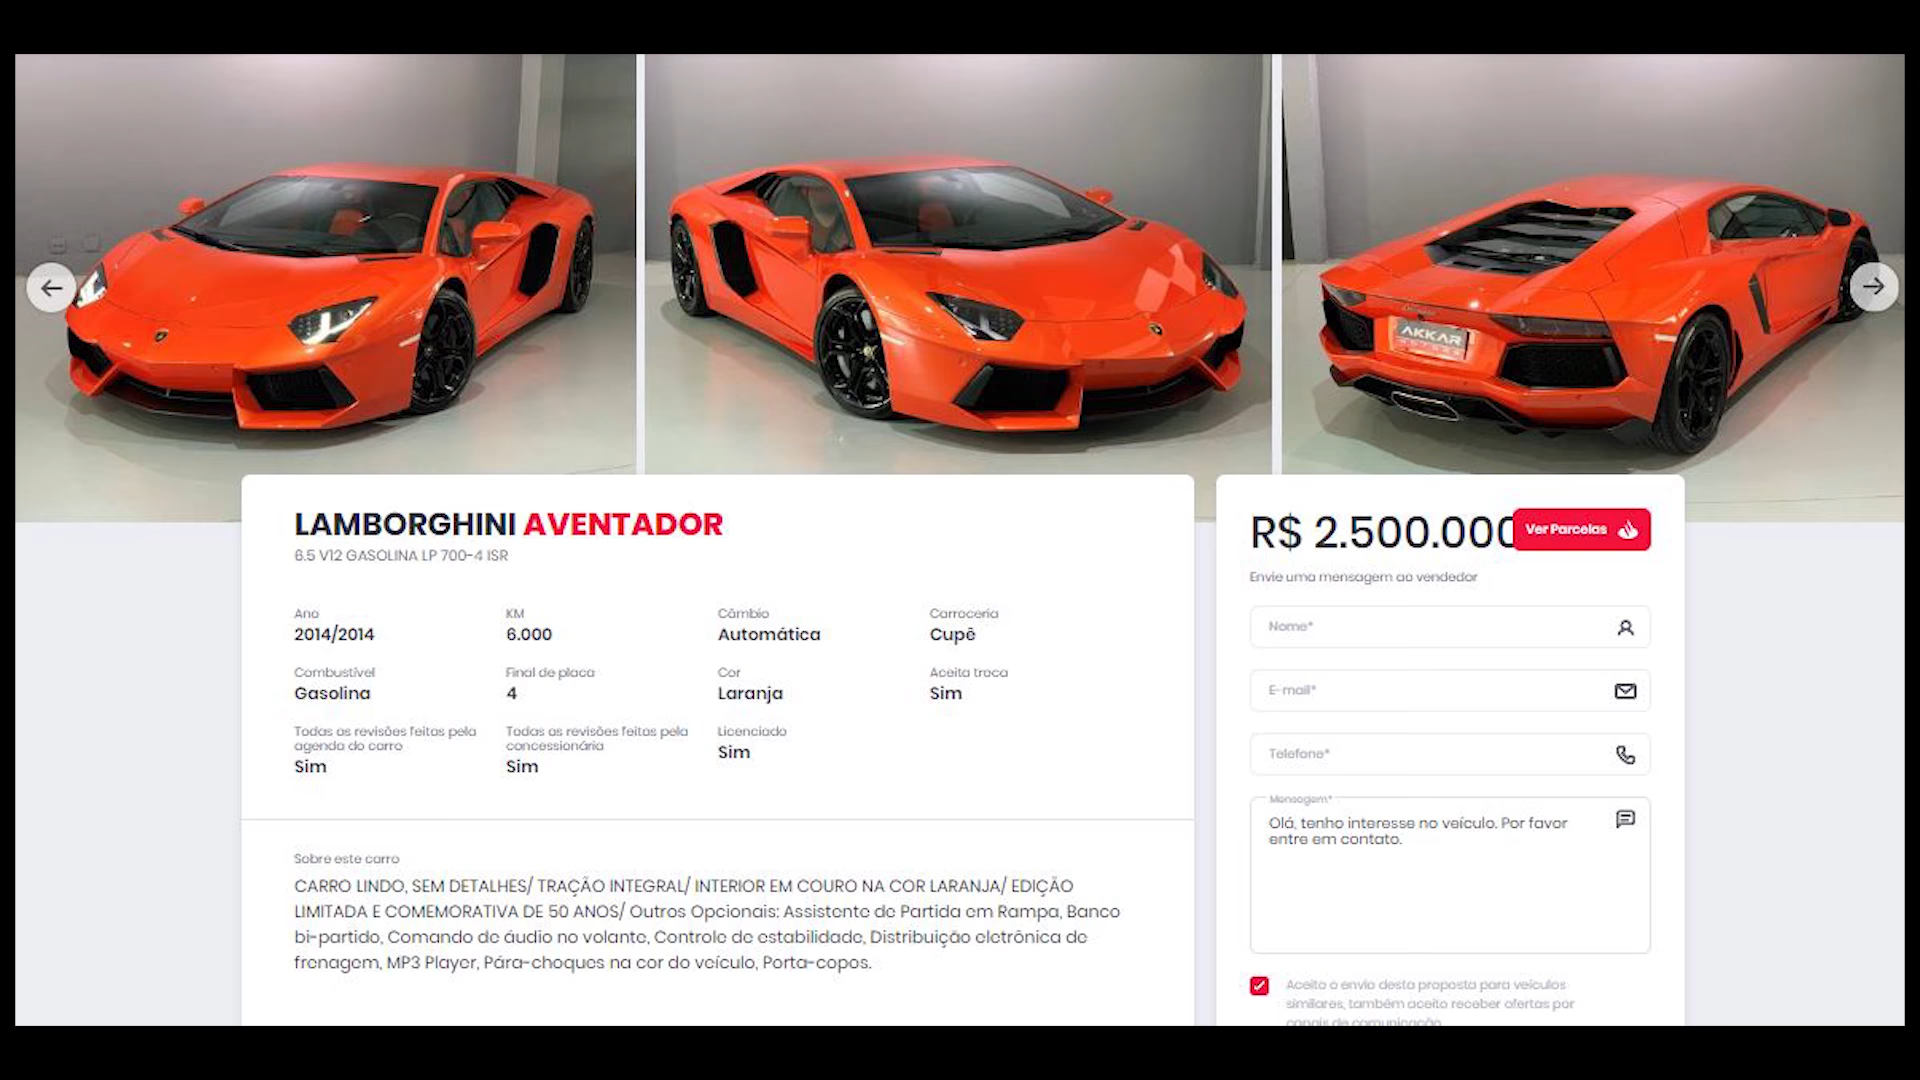 AKKAR
LAMBORGHINI AVENTADOR
6.5 V12 GASOLINA LP 700-4 ISR
Ano
2014/2014
KM
6.000
Câmbio
Automática
Carroceria
Cupê
Combustível
Gasolina
Final de placa
4
Cor
Laranja
Aceita troca
Sim
Todas as revisões feitas pela
agenda do carro
Sim
Todas as revisões feitas pela
concessionária
Sim
Licenciado
Sim
Sobre este carro
CARRO LINDO, SEM DETALHES/ TRAÇÃO INTEGRAL/ INTERIOR EM COURO NA COR LARANJA/ EDIÇÃO
LIMITADA E COMEMORATIVA DE 50 ANOS/ Outros Opcionais: Assistente de Partida em Rampa, Banco
bi-partido, Comando de áudio no volante, Controle de estabilidade, Distribuição eletrônica de
frenagem, MP3 Player, Pára-choques na cor do veículo, Porta-copos.
R$ 2.500.000
Ver Parcelas
Envie uma mensagem ao vendedor
Nome*
E-mail*
Telefone*
Mensagem*
Olá, tenho interesse no veículo. Por favor
entre em contato.
Aceito o envio desta proposta para veículos
similares, também aceito receber ofertas por
canais de comunicação